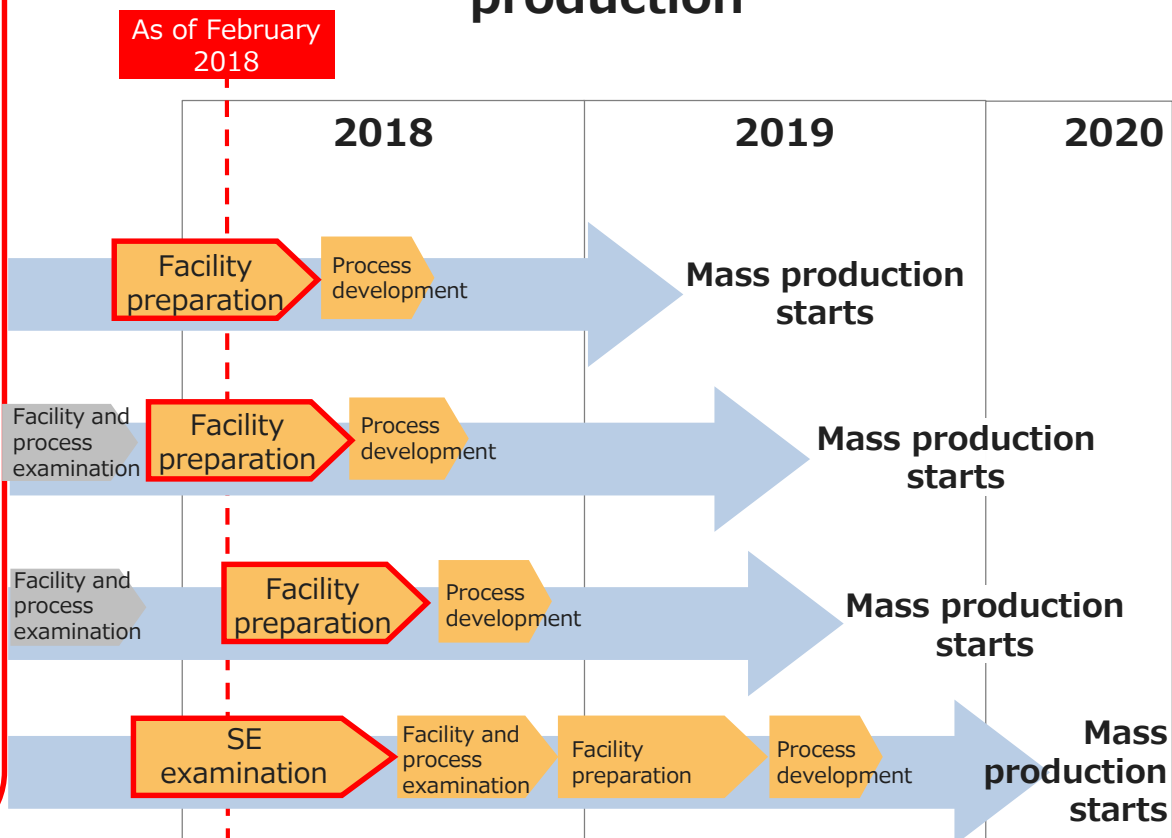 production
As of February
2018
2018
2019
2020
Facility
preparation
Process
development
Mass production
starts
Facility and
process
examination
Facility
preparation
Process
development
Mass production
starts
Facility and
process
examination
Facility
preparation
Process
development
Mass production
starts
SE
examination
Facility and
process
examination
Facility
preparation
Process
development
Mass
production
starts